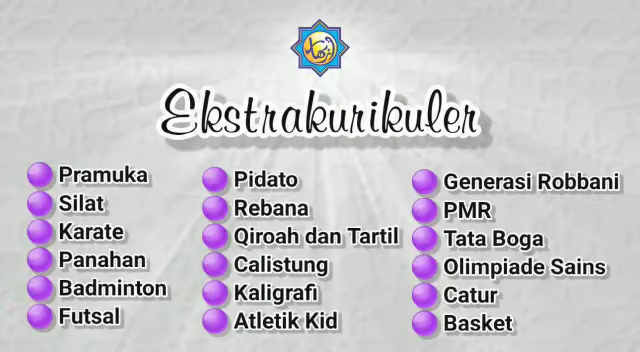 Ekstrakurikuler
Pramuka
Silat
Karate
Panahan
Badminton
Futsal
Pidato
Rebana
Qiroah dan Tartil
Calistung
Kaligrafi
Atletik Kid
Generasi Robbani
PMR
Tata Boga
Olimpiade Sains
Catur
Basket